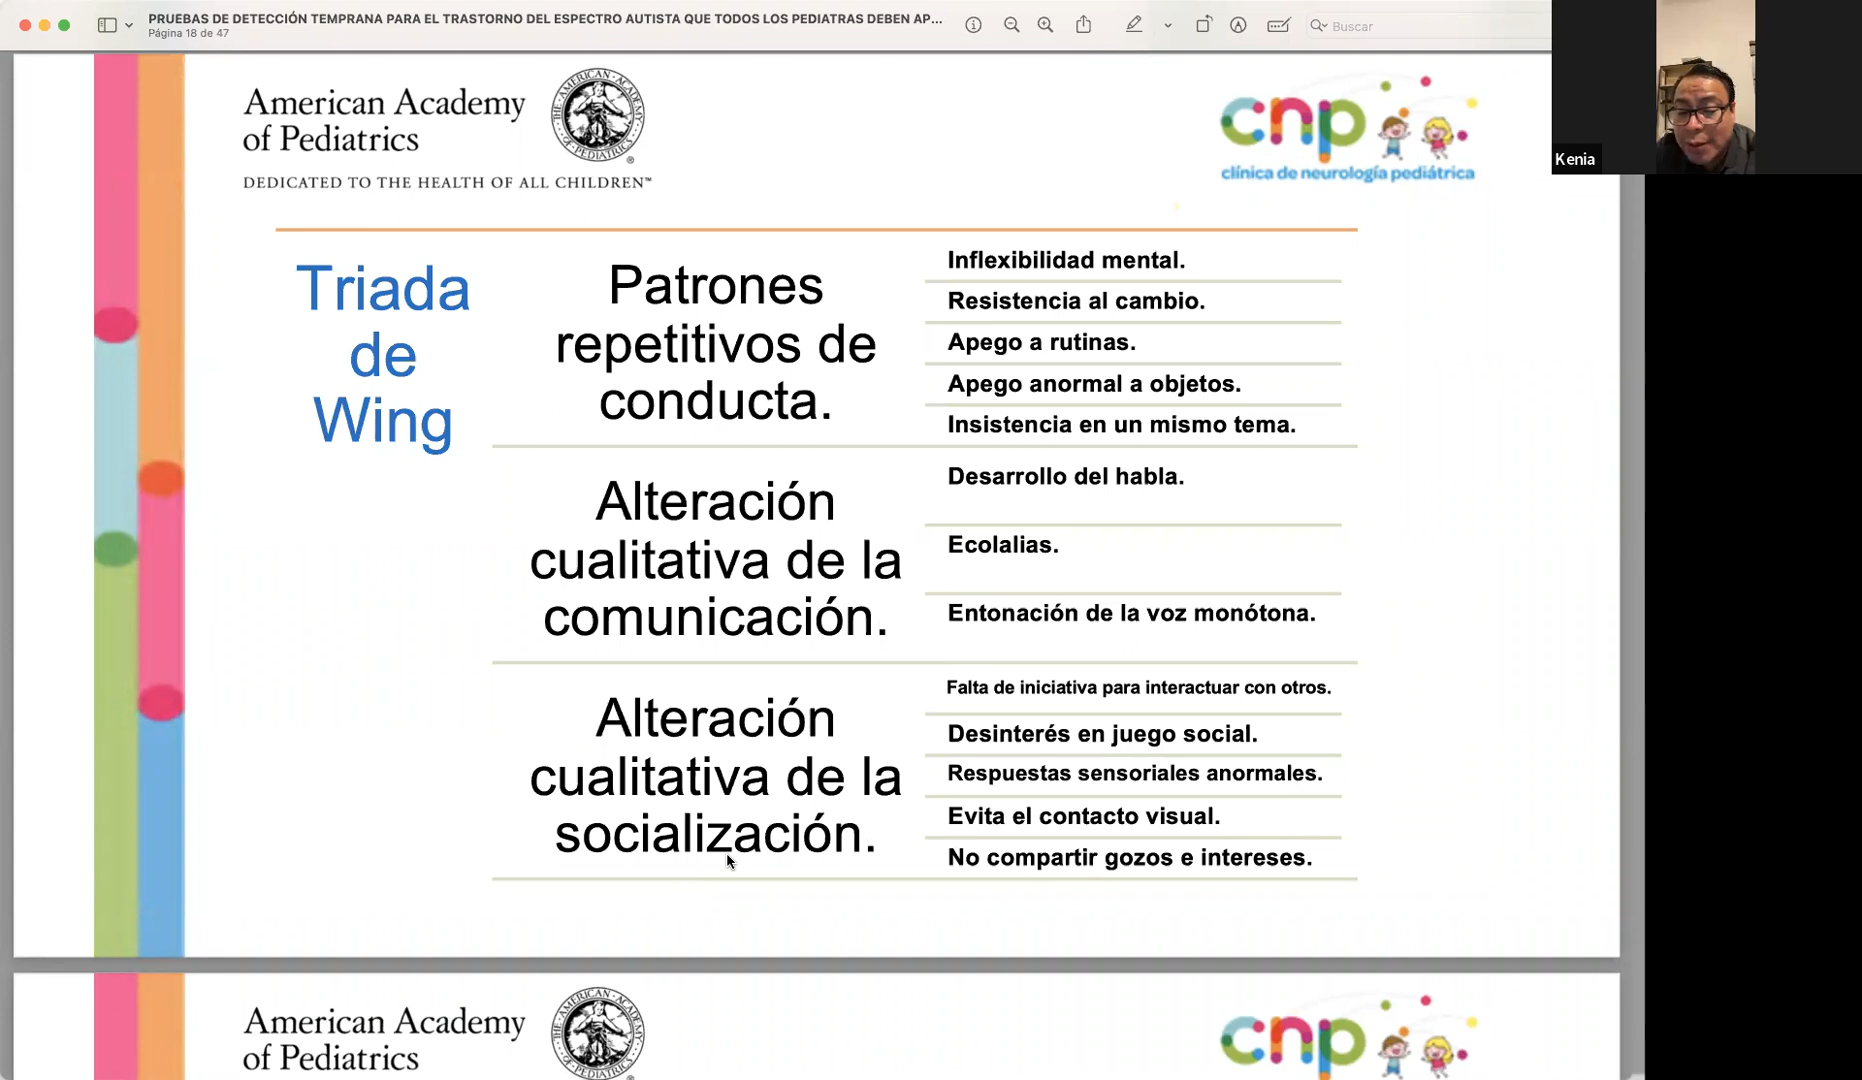 PRUEBAS DE DETECCIÓN TEMPRANA PARA EL TRASTORNO DEL ESPECTRO AUTISTA QUE TODOS LOS PEDIATRAS DEBEN AP...
Página 18 de 47
Buscar
Kenia
American Academy
of Pediatrics
DEDICATED TO THE HEALTH OF ALL CHILDREN™
THE AMERICAN ACADEMY OF PEDIATRICS
®
cnp
clínica de neurología pediátrica
Triada
de
Wing
Patrones
repetitivos de
conducta.
Inflexibilidad mental.
Resistencia al cambio.
Apego a rutinas.
Apego anormal a objetos.
Insistencia en un mismo tema.
Alteración
cualitativa de la
comunicación.
Desarrollo del habla.
Ecolalias.
Entonación de la voz monótona.
Alteración
cualitativa de la
socialización.
Falta de iniciativa para interactuar con otros.
Desinterés en juego social.
Respuestas sensoriales anormales.
Evita el contacto visual.
No compartir gozos e intereses.
American Academy
of Pediatrics
cnp